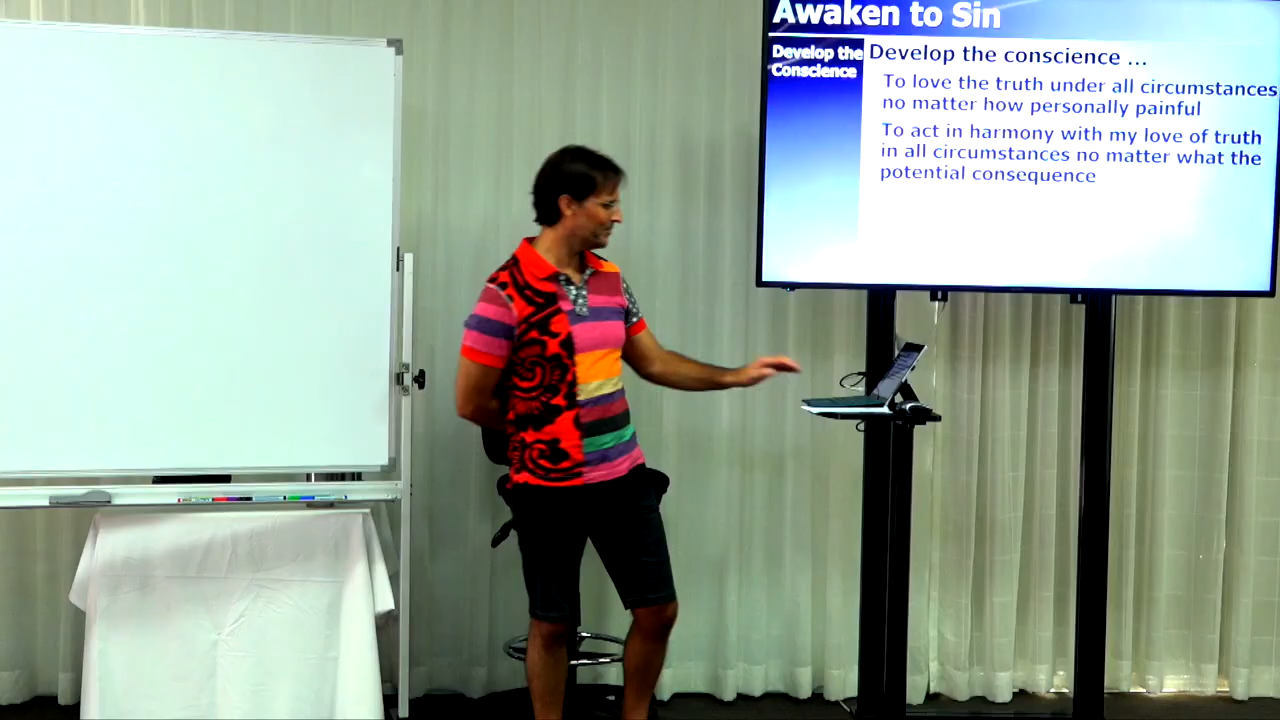 Awaken to Sin
Develop the
Conscience
Develop the conscience ...
To love the truth under all circumstances
no matter how personally painful
To act in harmony with my love of truth
in all circumstances no matter what the
potential consequence